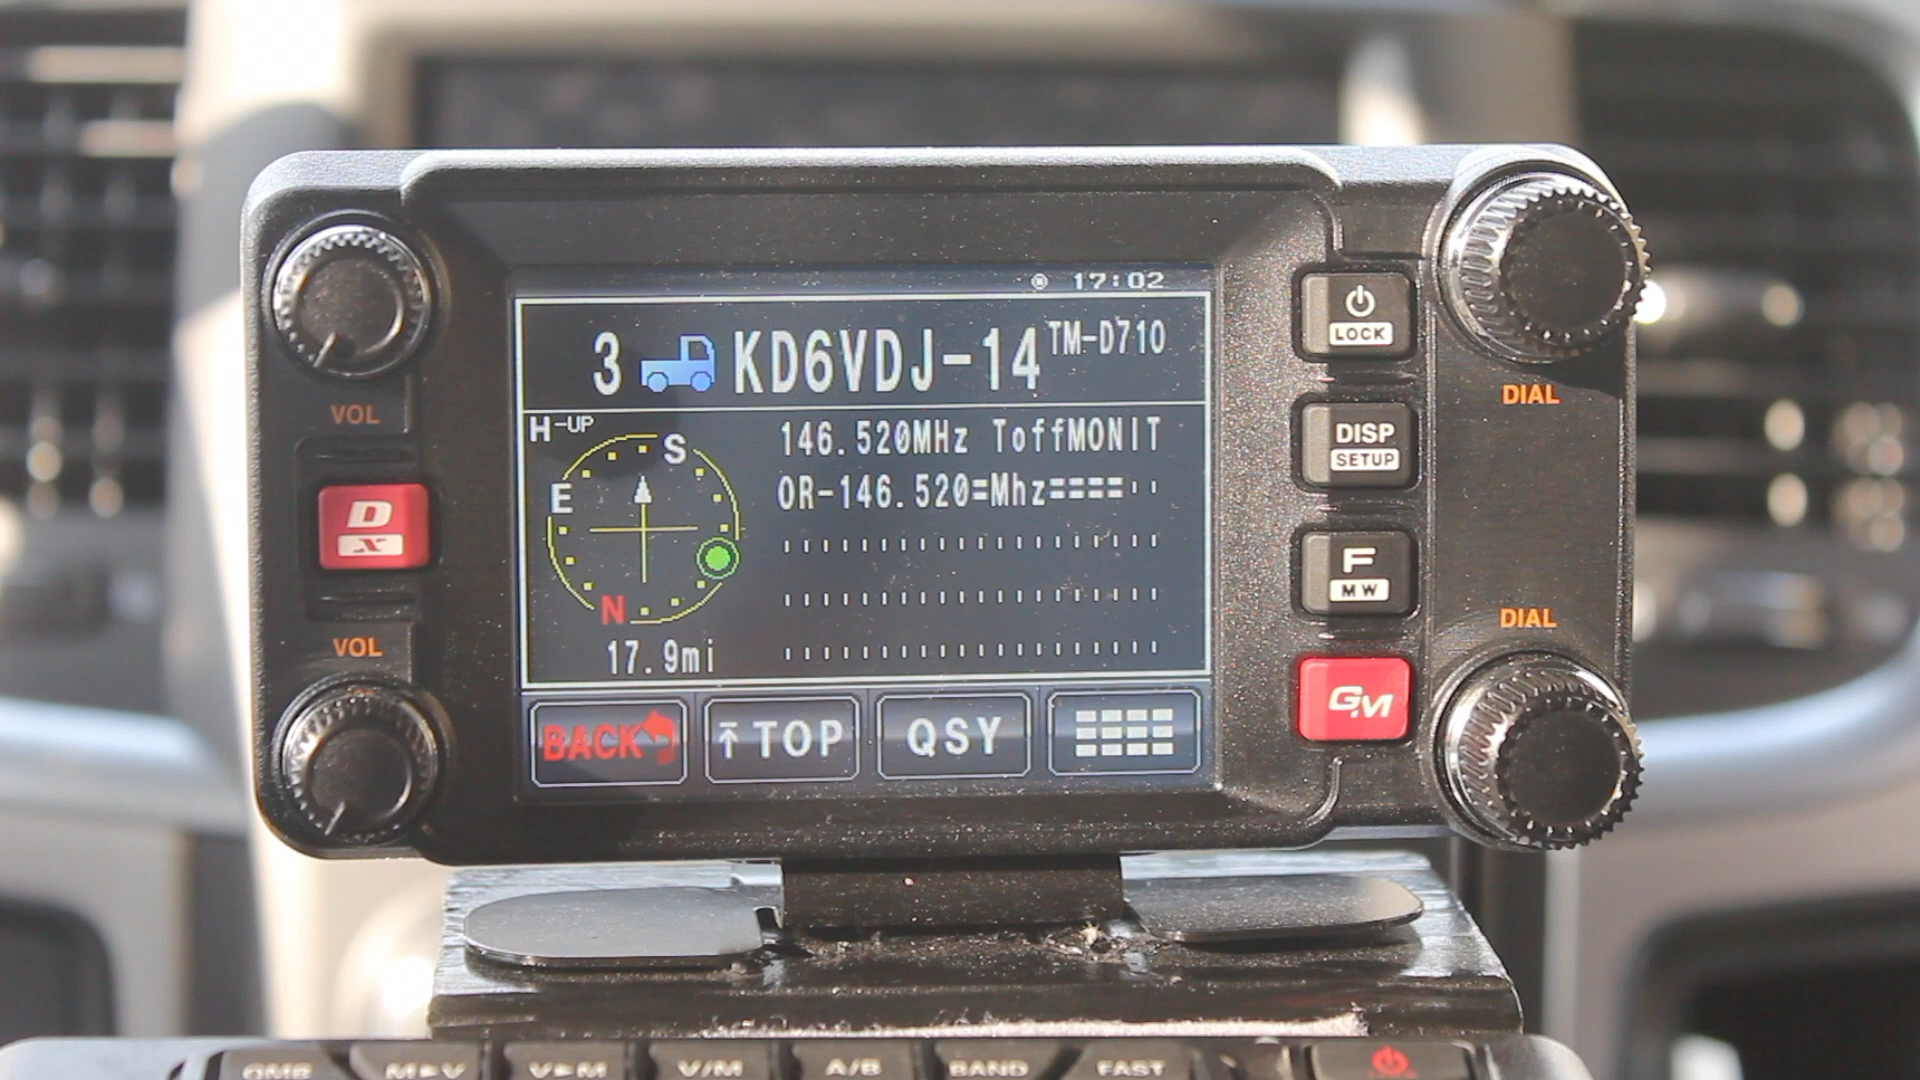 17:02
3 KD6VDJ-14 TM-D710
H-UP
S
E
N
17.9mi
146.520MHz ToffMONIT
OR-146.520=Mhz====
BACK
TOP
QSY
VOL
D
X
VOL
LOCK
DISP
SETUP
F
MW
GM
DIAL
DIAL
M►V
V►M
V/M
A/B
BAND
FAST